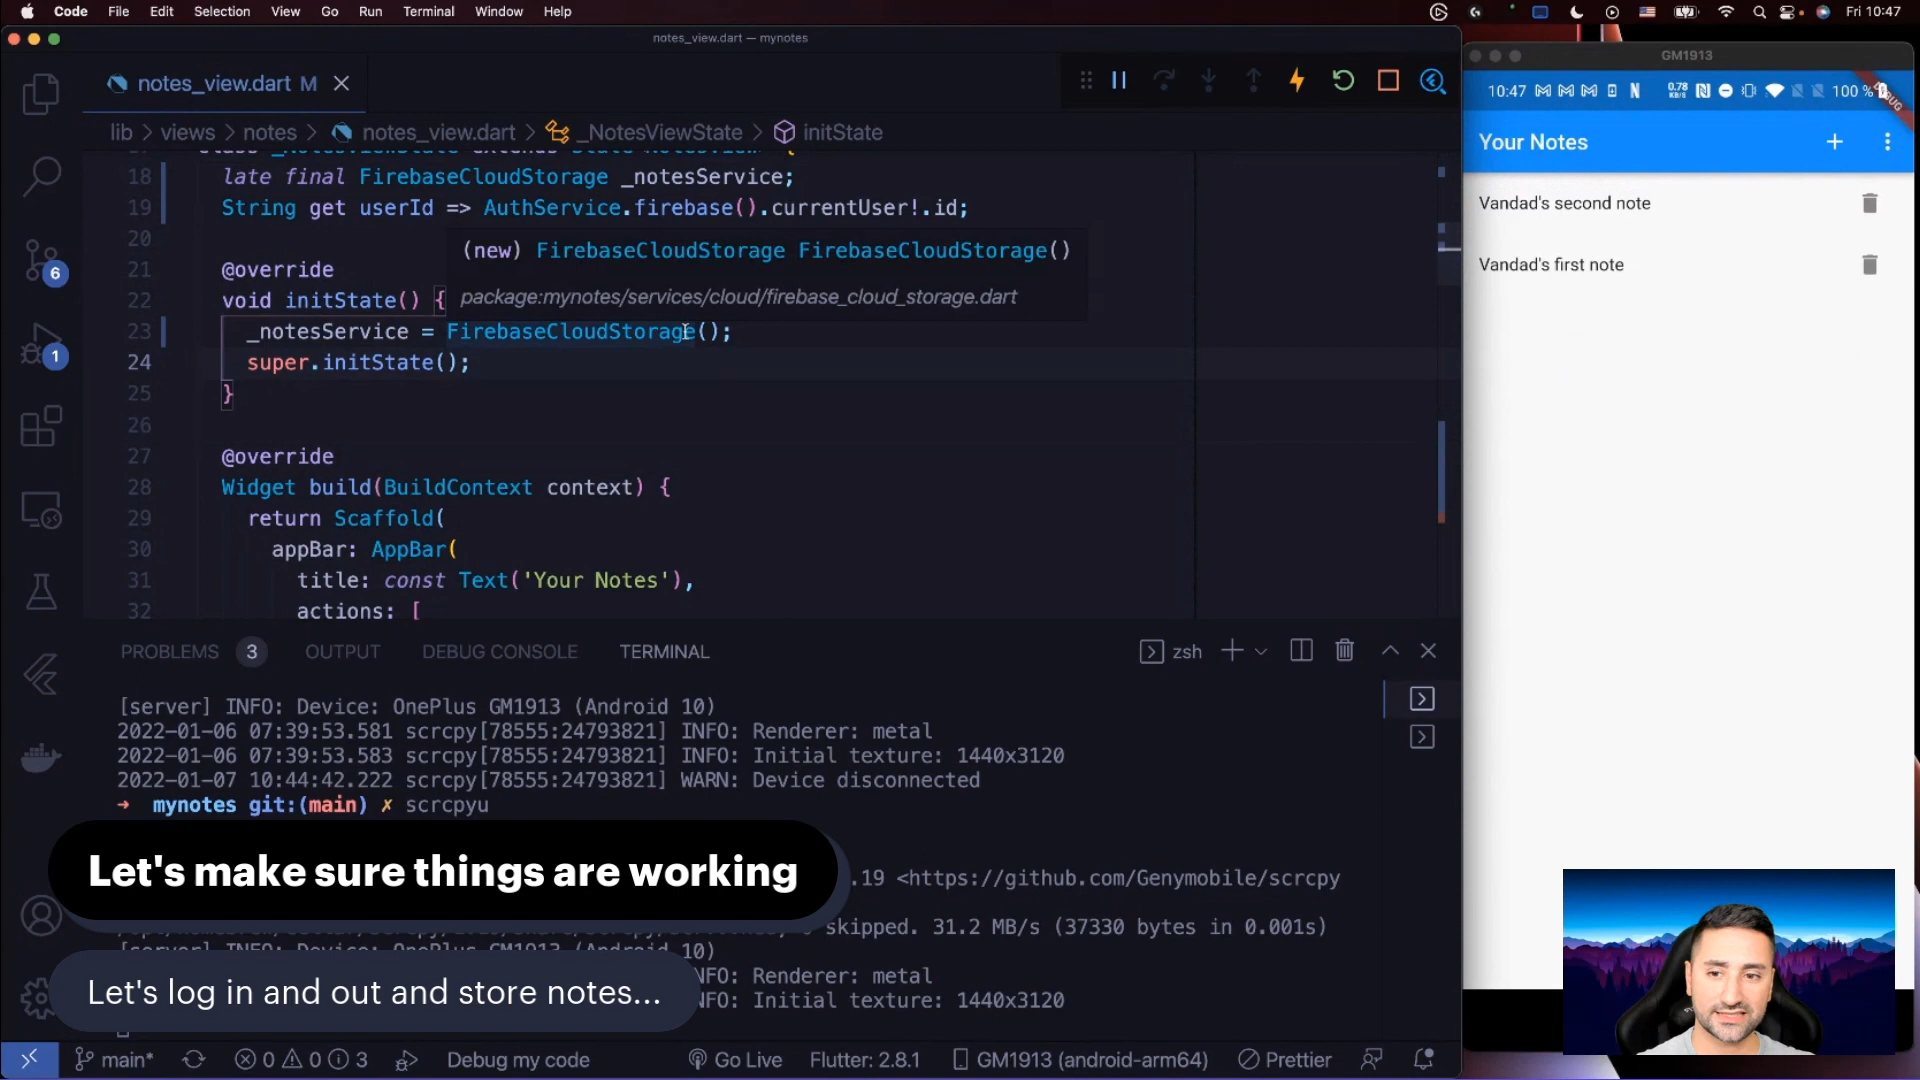 Code File Edit Selection View Go Run Terminal Window Help
Fri 10:47
notes_view.dart — mynotes
notes_view.dart M
lib > views > notes > notes_view.dart > _NotesViewState > initState
18 late final FirebaseCloudStorage _notesService;
19 String get userId => AuthService.firebase().currentUser!.id;
20
(new) FirebaseCloudStorage FirebaseCloudStorage()
21 @override
22 void initState() {
package:mynotes/services/cloud/firebase_cloud_storage.dart
23 _notesService = FirebaseCloudStorage();
24 super.initState();
25 }
26
27 @override
28 Widget build(BuildContext context) {
29 return Scaffold(
30 appBar: AppBar(
31 title: const Text('Your Notes'),
32 actions: [
PROBLEMS 3 OUTPUT DEBUG CONSOLE TERMINAL
zsh
[server] INFO: Device: OnePlus GM1913 (Android 10)
2022-01-06 07:39:53.581 scrcpy[78555:24793821] INFO: Renderer: metal
2022-01-06 07:39:53.583 scrcpy[78555:24793821] INFO: Initial texture: 1440x3120
2022-01-07 10:44:42.222 scrcpy[78555:24793821] WARN: Device disconnected
→ mynotes git:(main) ✗ scrcpyu
Let's make sure things are working
.19 <https://github.com/Genymobile/scrcpy
skipped. 31.2 MB/s (37330 bytes in 0.001s)
10)
Let's log in and out and store notes...
NFO: Renderer: metal
NFO: Initial texture: 1440x3120
6
1
main* 0 0 3 Debug my code Go Live Flutter: 2.8.1 GM1913 (android-arm64) Prettier
GM1913
10:47 0.78 KB/S 100 %
Your Notes
Vandad's second note
Vandad's first note